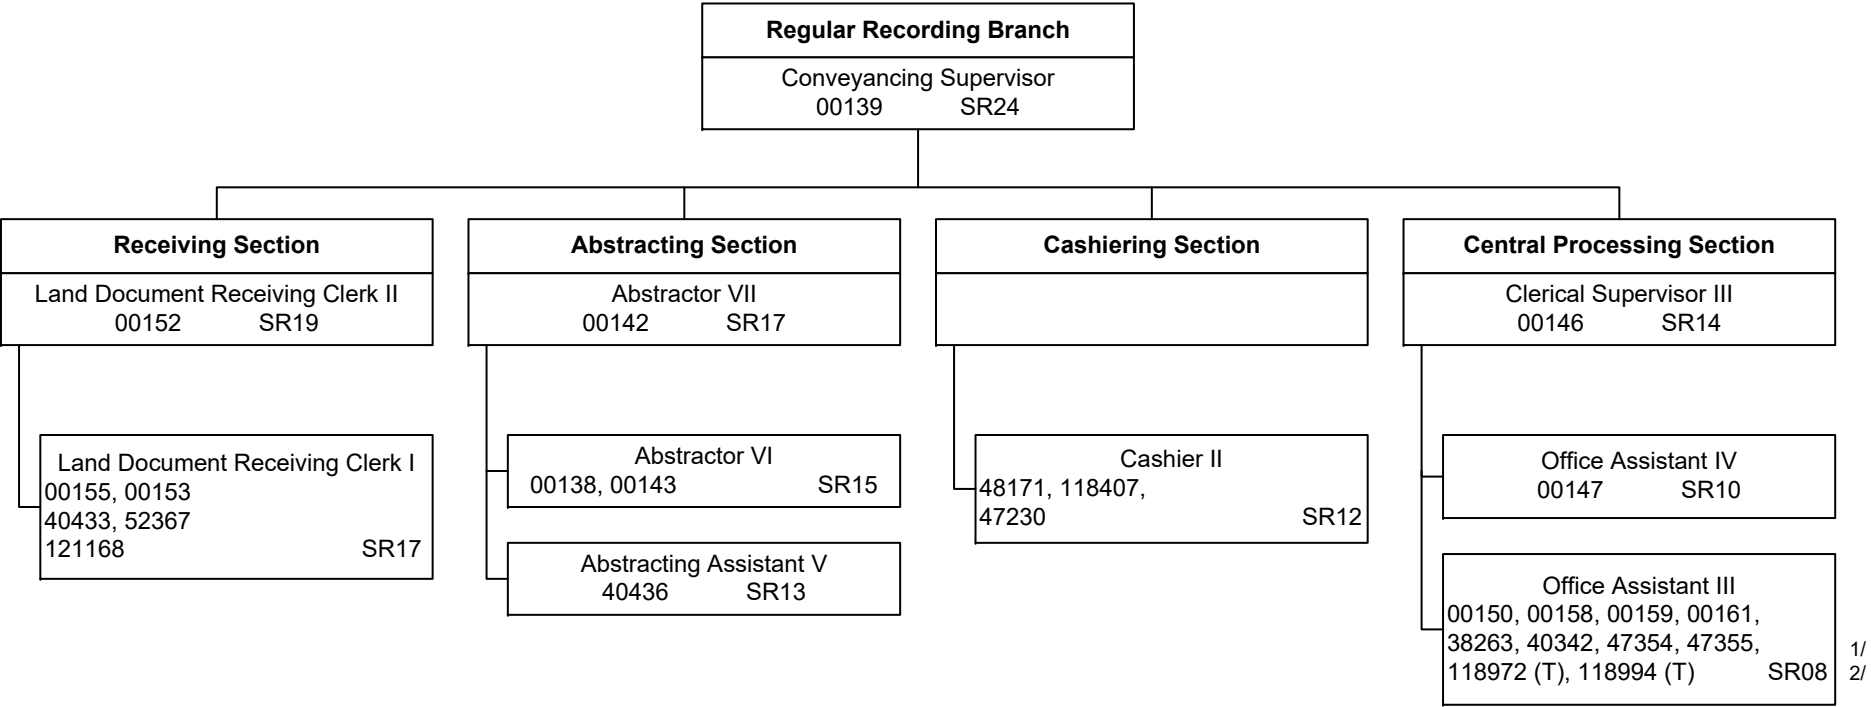 Regular Recording Branch
Conveyancing Supervisor
00139 SR24
Receiving Section
Land Document Receiving Clerk II
00152 SR19
Land Document Receiving Clerk I
00155, 00153
40433, 52367
121168 SR17
Abstracting Section
Abstractor VII
00142 SR17
Abstractor VI
00138, 00143 SR15
Abstracting Assistant V
40436 SR13
Cashiering Section
Cashier II
48171, 118407,
47230 SR12
Central Processing Section
Clerical Supervisor III
00146 SR14
Office Assistant IV
00147 SR10
Office Assistant III
00150, 00158, 00159, 00161,
38263, 40342, 47354, 47355,
118972 (T), 118994 (T) SR08
1/
2/